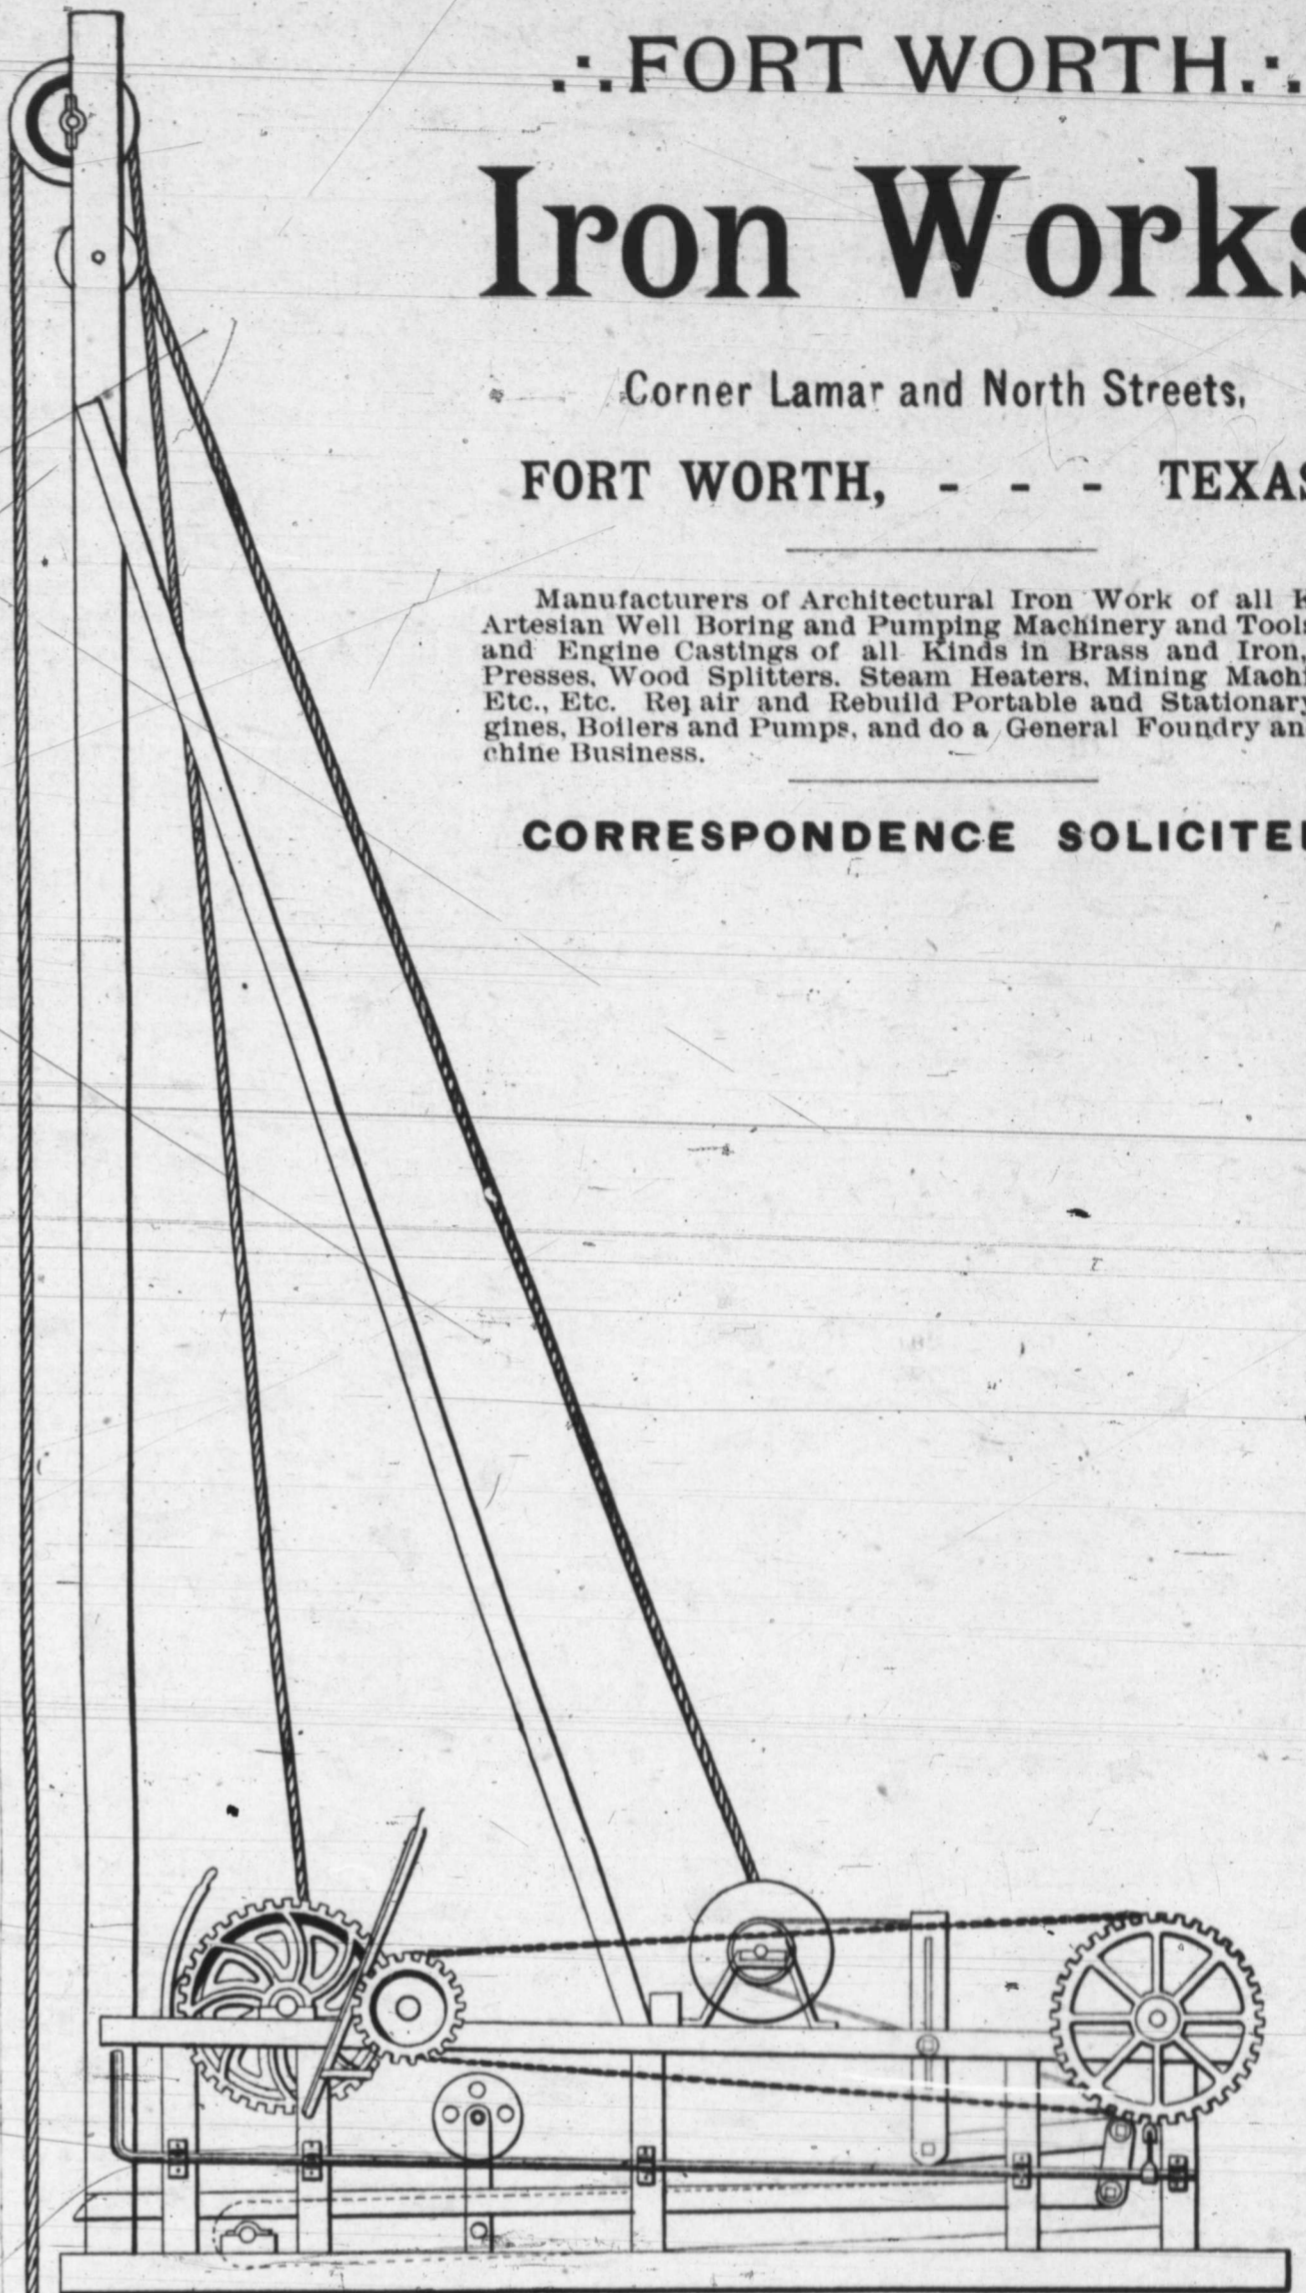 .·.FORT WORTH.·.
Iron Works
Corner Lamar and North Streets,
FORT WORTH, - - - TEXAS
Manufacturers of Architectural Iron Work of all K
Artesian Well Boring and Pumping Machinery and Tools
and Engine Castings of all Kinds in Brass and Iron,
Presses, Wood Splitters. Steam Heaters, Mining Machi
Etc., Etc. Repair and Rebuild Portable and Stationary
gines, Boilers and Pumps, and do a General Foundry an
chine Business.
CORRESPONDENCE SOLICITED